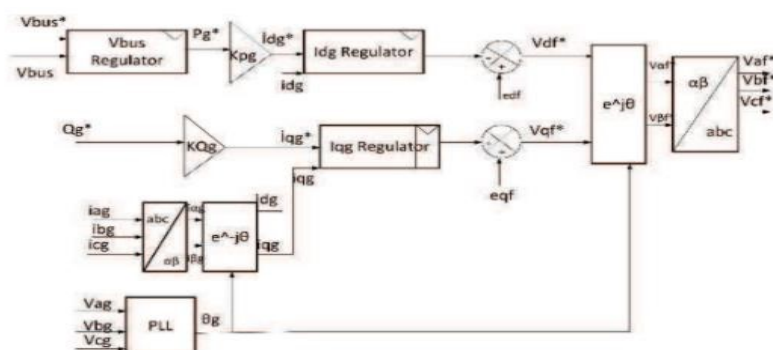 Vbus*
Vbus
Vbus
Regulator
Pg*
Kpg
idg*
idg
Idg Regulator
-
+
edf
Vdf*
e^jθ
Vαf*
Vβf*
αβ
abc
Vaf*
Vbf*
Vcf*
Qg*
KQg
iqg*
iqg
Iqg Regulator
-
+
eqf
Vqf*
iag
ibg
icg
abc
αβ
iαg
iβg
e^-jθ
idg
iqg
Vag
Vbg
Vcg
PLL
θg